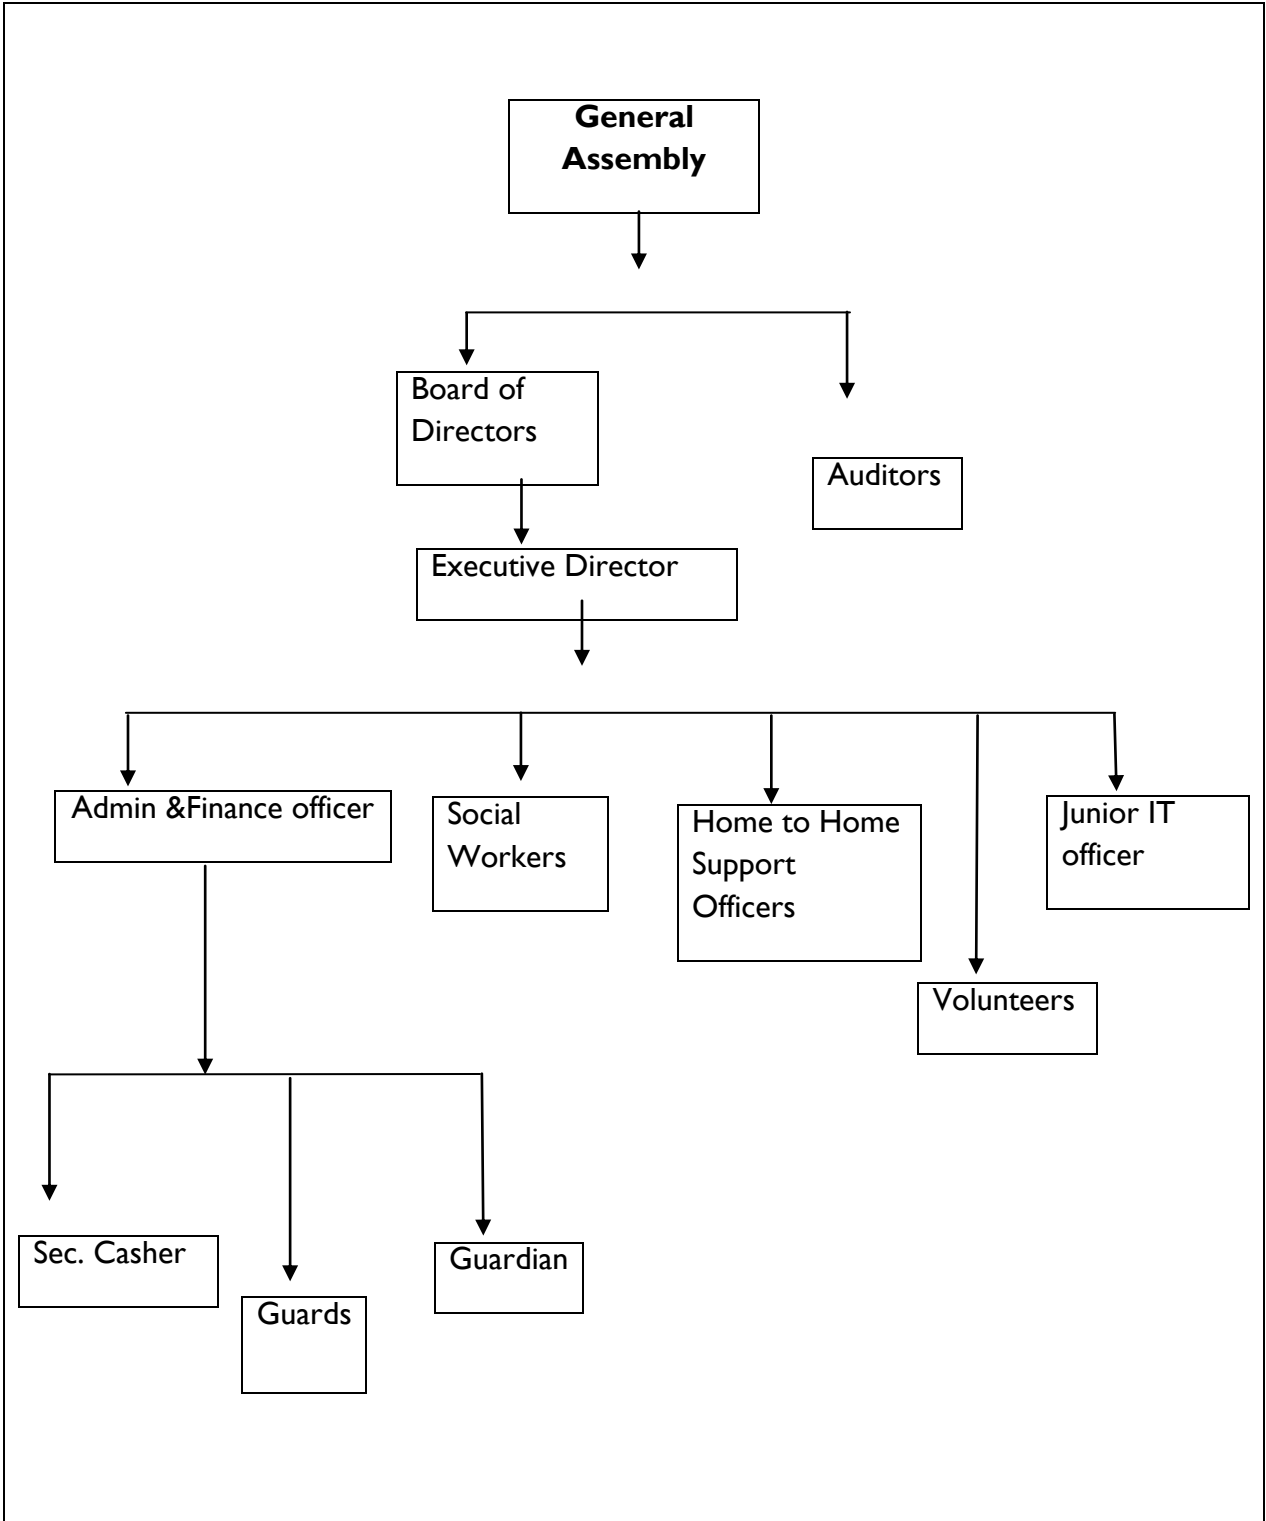 General
Assembly
Board of
Directors
Auditors
Executive Director
Admin &Finance officer
Social
Workers
Home to Home
Support
Officers
Junior IT
officer
Volunteers
Sec. Casher
Guards
Guardian